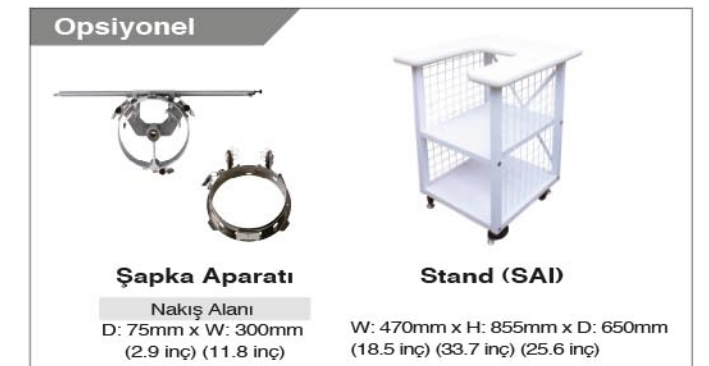 Opsiyonel
Şapka Aparatı
Nakış Alanı
D: 75mm x W: 300mm
(2.9 inç) (11.8 inç)
Stand (SAI)
W: 470mm x H: 855mm x D: 650mm
(18.5 inç) (33.7 inç) (25.6 inç)